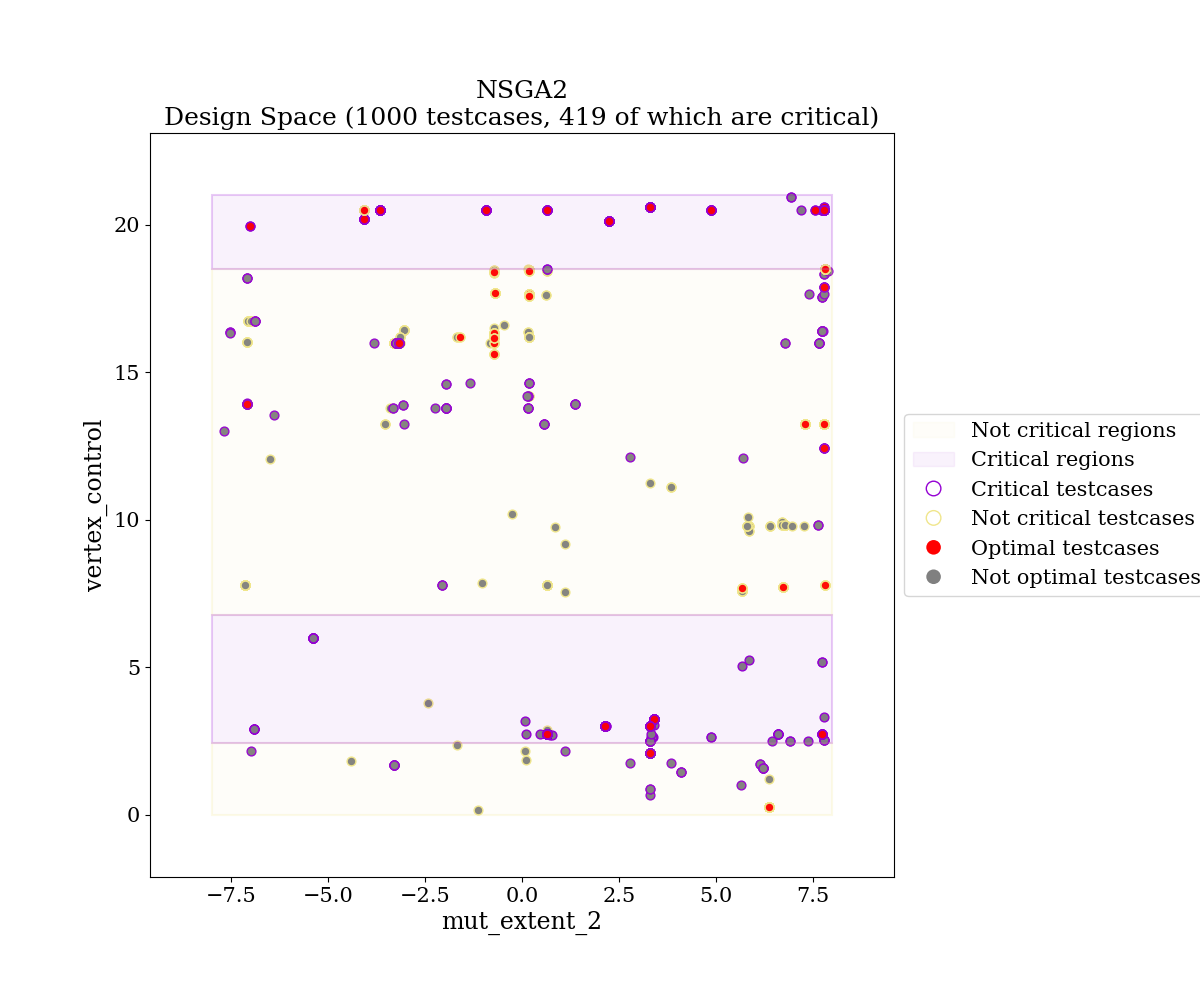 NSGA2
Design Space (1000 testcases, 419 of which are critical)
vertex_control
20
15
10
5
0
−7.5
−5.0
−2.5
0.0
2.5
5.0
7.5
mut_extent_2
Not critical regions
Critical regions
Critical testcases
Not critical testcases
Optimal testcases
Not optimal testcases